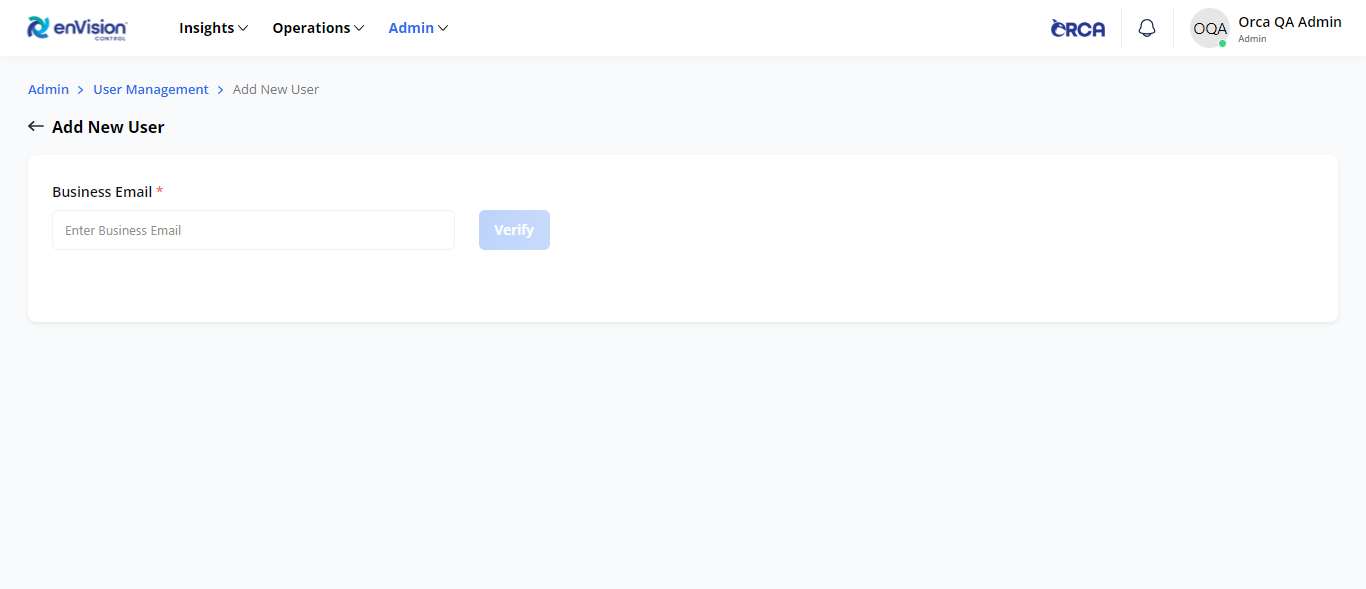 enVision
CONTROL
Insights
Operations
Admin
ORCA
OQA
Orca QA Admin
Admin
Admin > User Management > Add New User
← Add New User
Business Email *
Enter Business Email
Verify